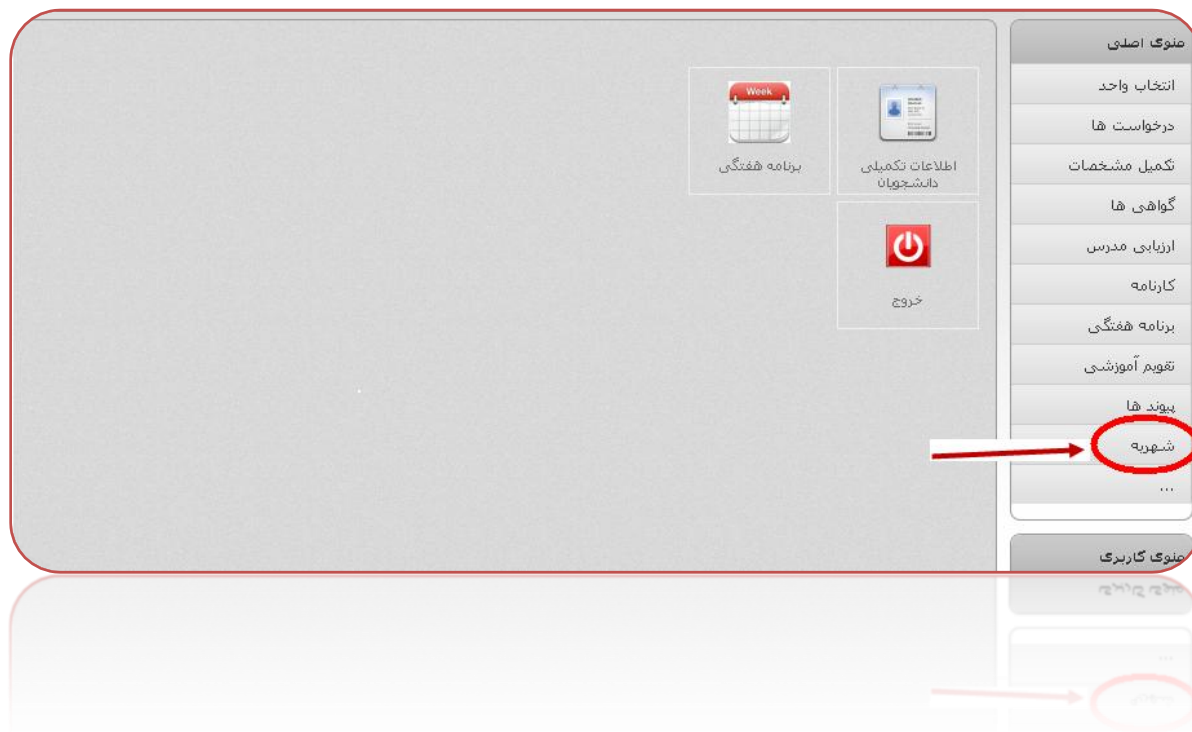 منوی اصلی
انتخاب واحد
درخواست ها
تکمیل مشخصات
گواهی ها
ارزیابی مدرس
کارنامه
برنامه هفتگی
تقویم آموزشی
پیوند ها
شهریه
...
منوی کاربری
اطلاعات تکمیلی
دانشجویان
Week
برنامه هفتگی
خروج